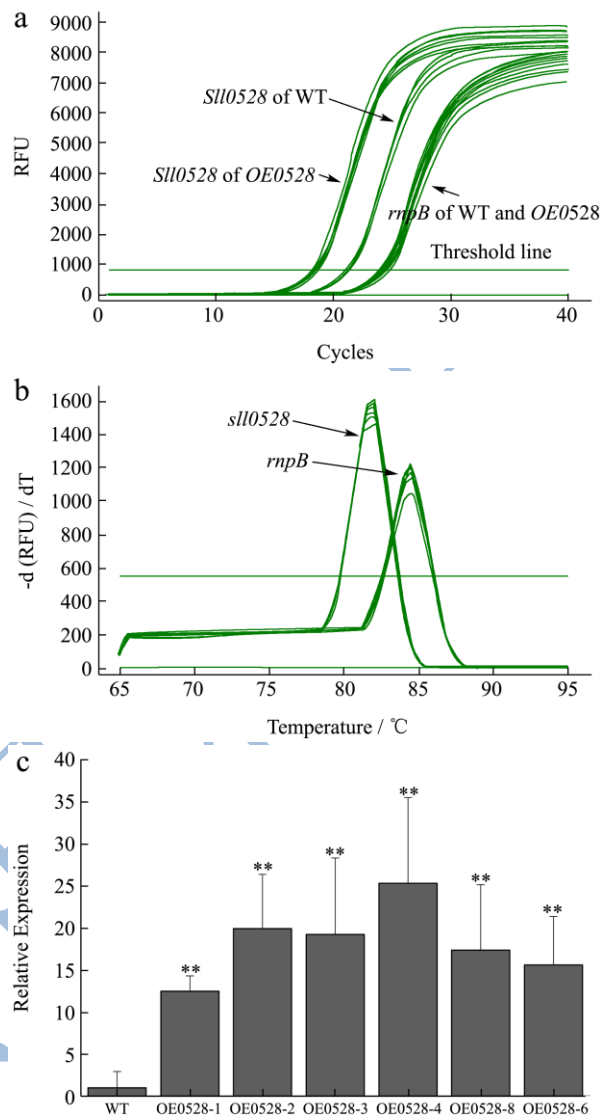 a
9000
8000
7000
6000
5000
4000
3000
2000
1000
0
RFU
Sll0528 of WT
Sll0528 of OE0528
rnpB of WT and OE0528
Threshold line
0 10 20 30 40
Cycles
b
1600
1400
1200
1000
800
600
400
200
0
-d (RFU) / dT
sll0528
rnpB
65 70 75 80 85 90 95
Temperature / ℃
c
40
35
30
25
20
15
10
5
0
Relative Expression
** ** ** ** ** **
WT OE0528-1 OE0528-2 OE0528-3 OE0528-4 OE0528-8 OE0528-6